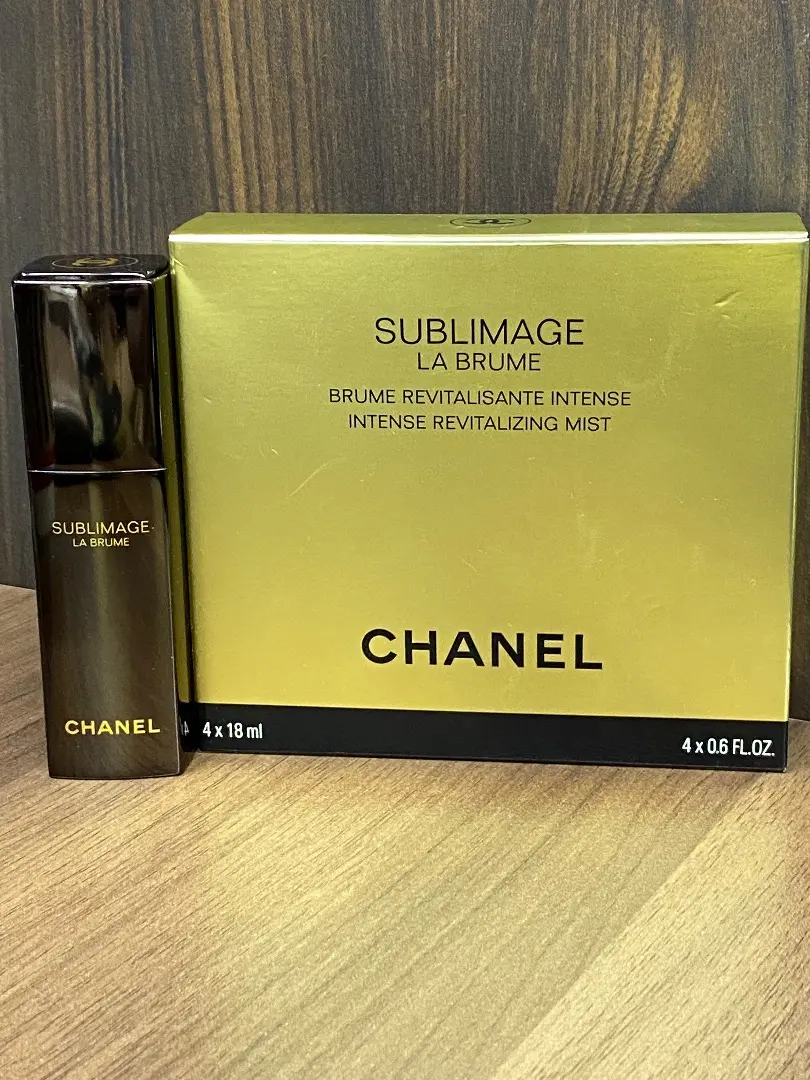 SUBLIMAGE
LA BRUME
CHANEL
SUBLIMAGE
LA BRUME
BRUME REVITALISANTE INTENSE
INTENSE REVITALIZING MIST
CHANEL
4 x 18 ml
4 x 0.6 FL.OZ.